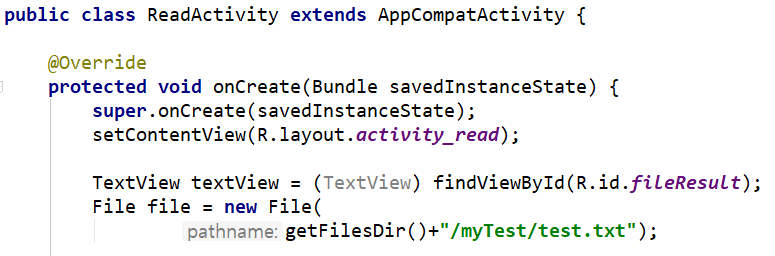 public class ReadActivity extends AppCompatActivity {
@Override
protected void onCreate(Bundle savedInstanceState) {
super.onCreate(savedInstanceState);
setContentView(R.layout.activity_read);
TextView textView = (TextView) findViewById(R.id.fileResult);
File file = new File(
pathname: getFilesDir()+"/myTest/test.txt");